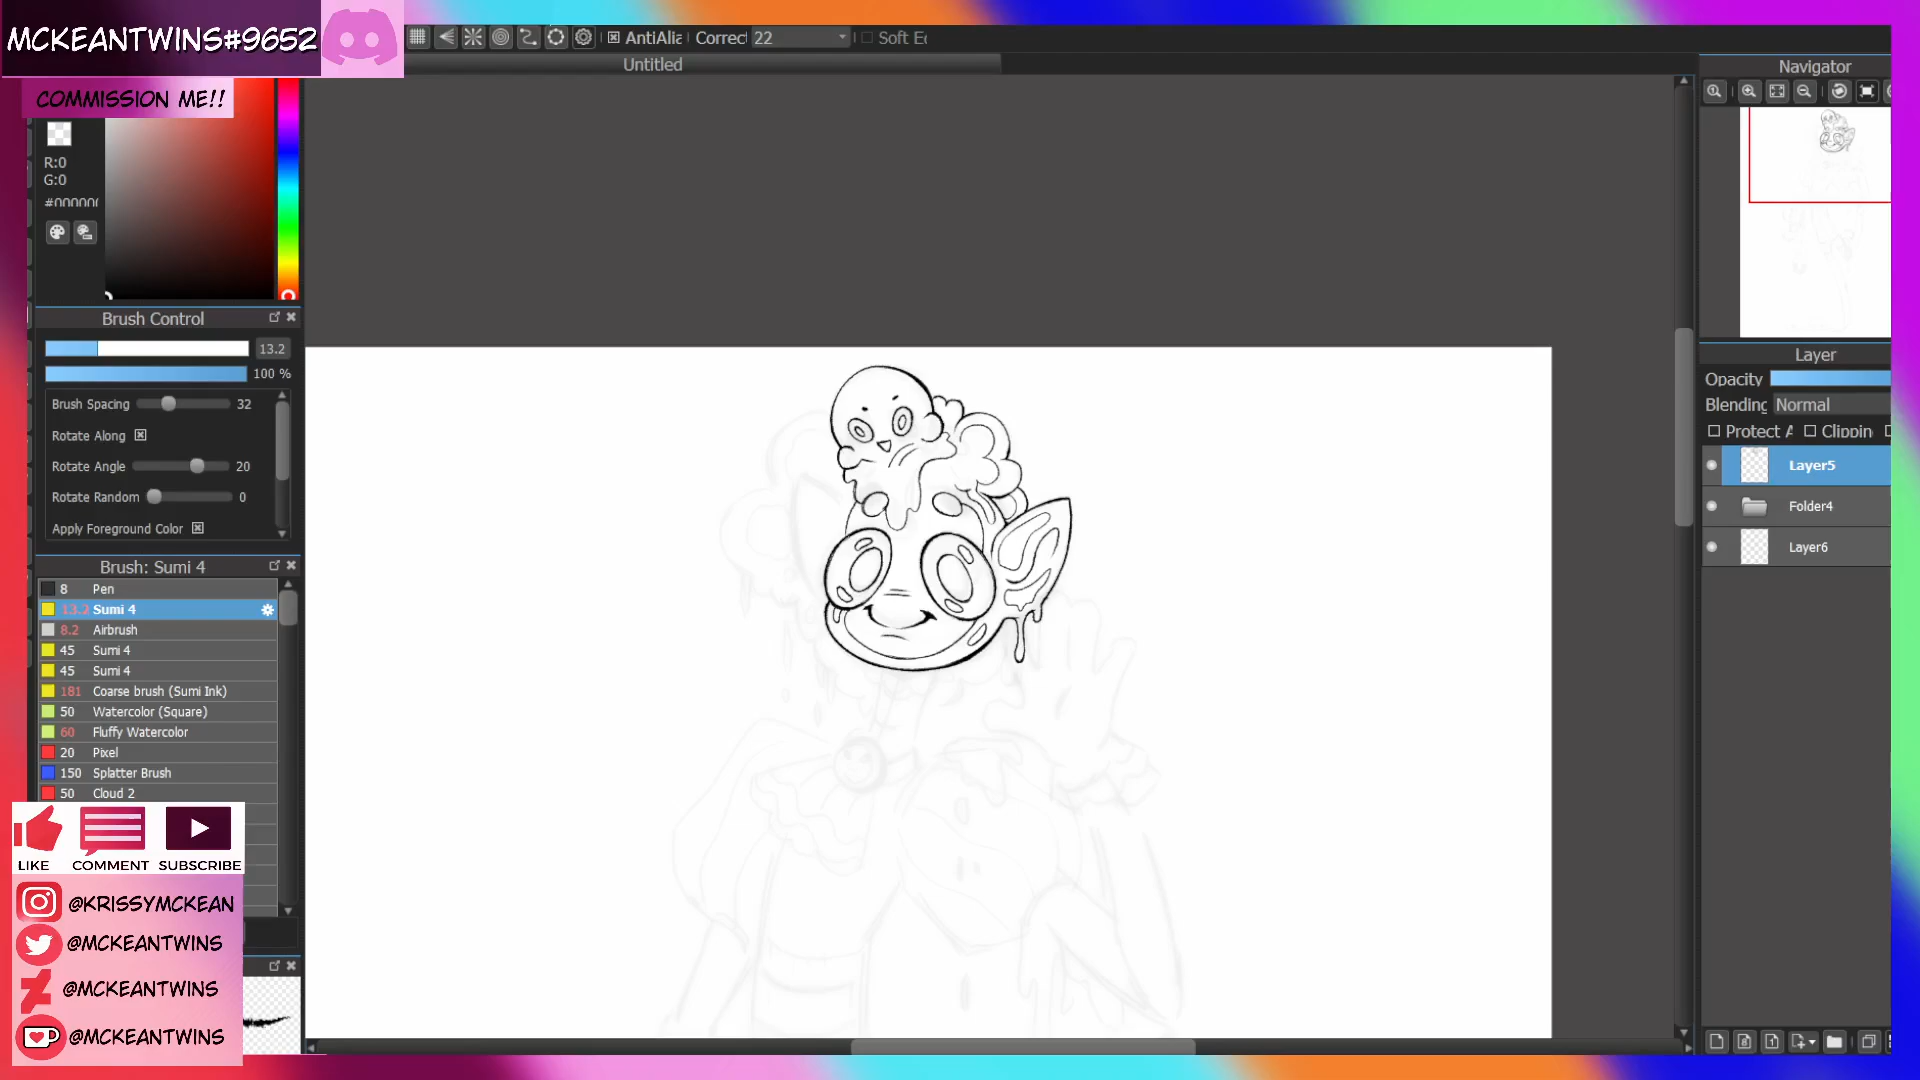 MCKEANTWINS#9652
COMMISSION ME!!
AntiAlia
Correct
22
Soft Ed
Untitled
R:0
G:0
Brush Control
13.2
100 %
Brush Spacing
32
Rotate Along
Rotate Angle
20
Rotate Random
0
Apply Foreground Color
Brush: Sumi 4
8 Pen
13.2 Sumi 4
8.2 Airbrush
45 Sumi 4
45 Sumi 4
181 Coarse brush (Sumi Ink)
50 Watercolor (Square)
60 Fluffy Watercolor
20 Pixel
150 Splatter Brush
50 Cloud 2
LIKE
COMMENT
SUBSCRIBE
@KRISSYMCKEAN
@MCKEANTWINS
@MCKEANTWINS
@MCKEANTWINS
Navigator
Layer
Opacity
Blending
Normal
Protect A
Clipping
Layer5
Folder4
Layer6